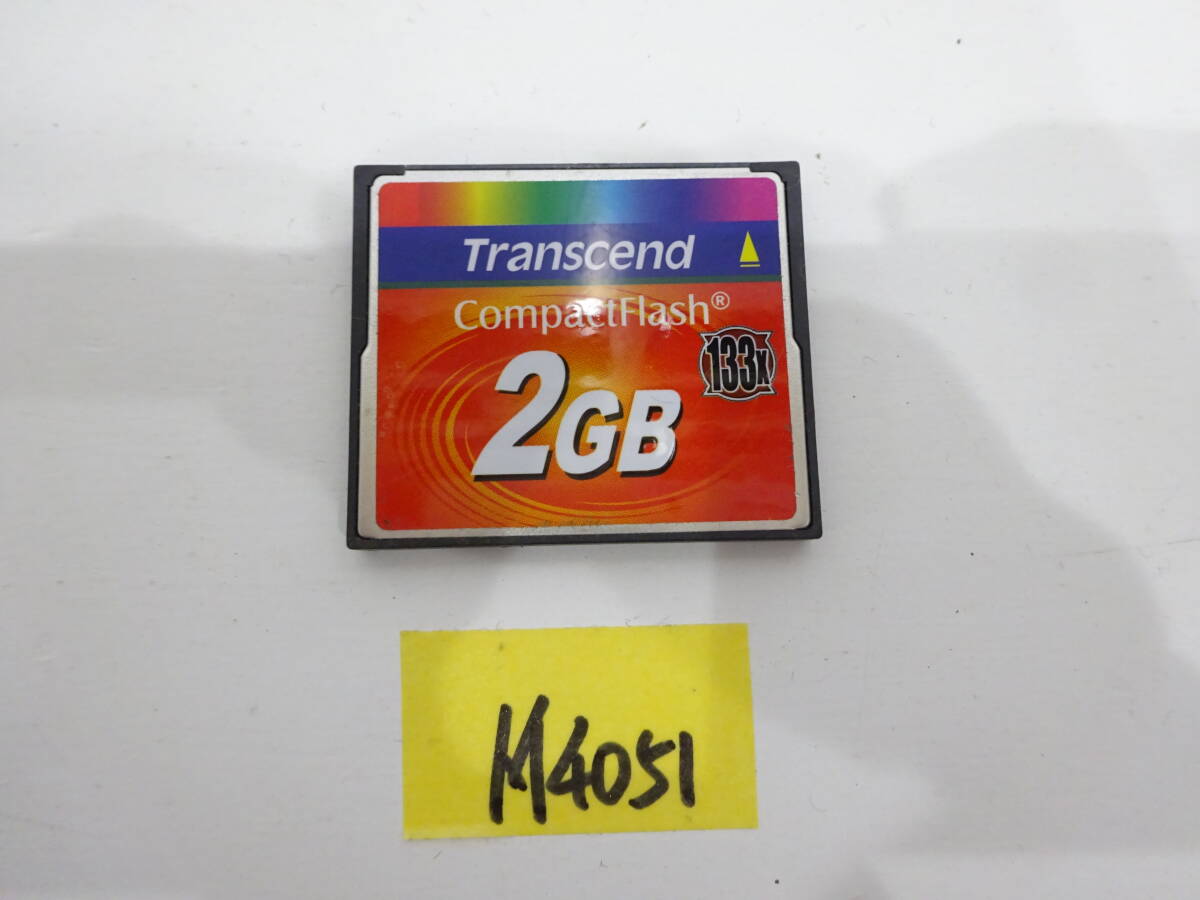 Transcend
CompactFlash®
133x
2GB
M4051